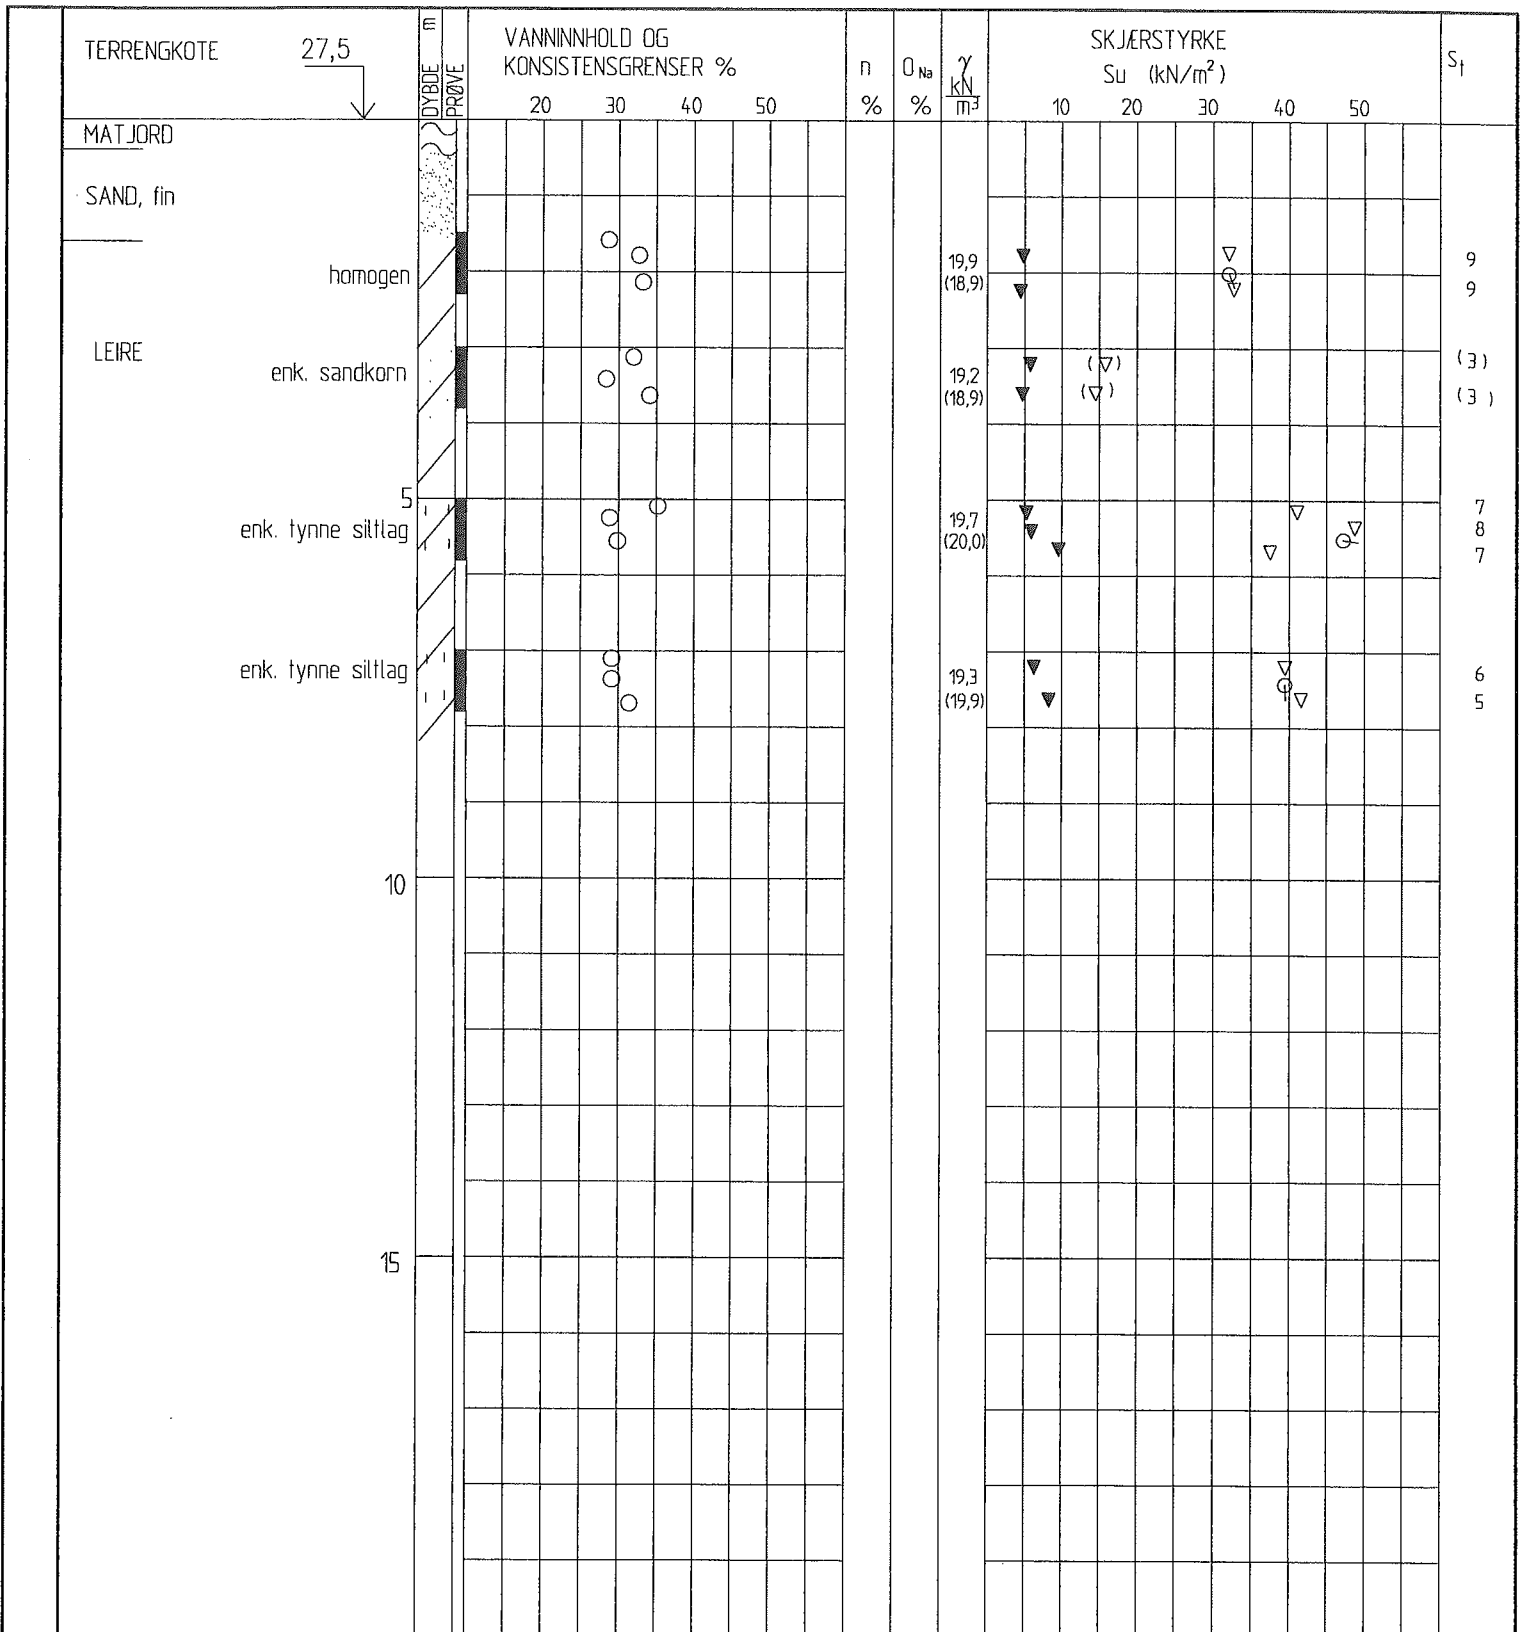 TERRENGKOTE 27,5
m
DYBDE
PRØVE
VANNINNHOLD OG
KONSISTENSGRENSER %
20 30 40 50
n
%
O Na
%
γ
kN
m³
SKJÆRSTYRKE
Su (kN/m²)
10 20 30 40 50
St
MATJORD
SAND, fin
homogen
19,9
(18,9)
9
9
LEIRE
enk. sandkorn
19,2
(18,9)
( )
( )
(3)
(3)
5
enk. tynne siltlag
19,7
(20,0)
7
8
7
enk. tynne siltlag
19,3
(19,9)
6
5
10
15